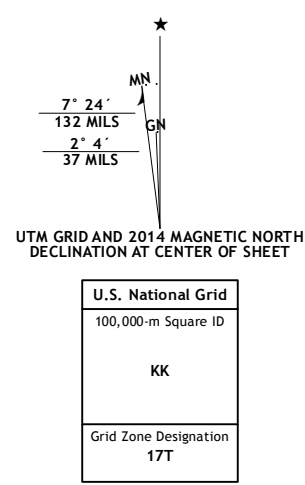 ★
MN
7° 24´
132 MILS
GN
2° 4´
37 MILS
UTM GRID AND 2014 MAGNETIC NORTH
DECLINATION AT CENTER OF SHEET
U.S. National Grid
100,000-m Square ID
KK
Grid Zone Designation
17T